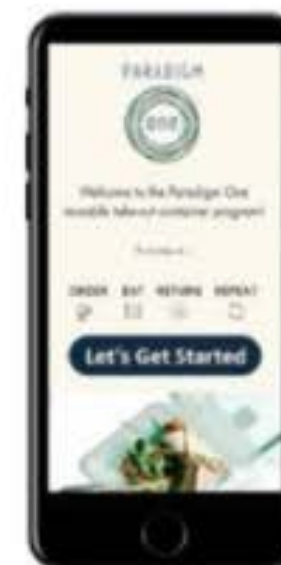 PARADIGM
one
Welcome to the Paradigm One
reusable take-out container program!
ORDER EAT RETURN REPEAT
Let's Get Started